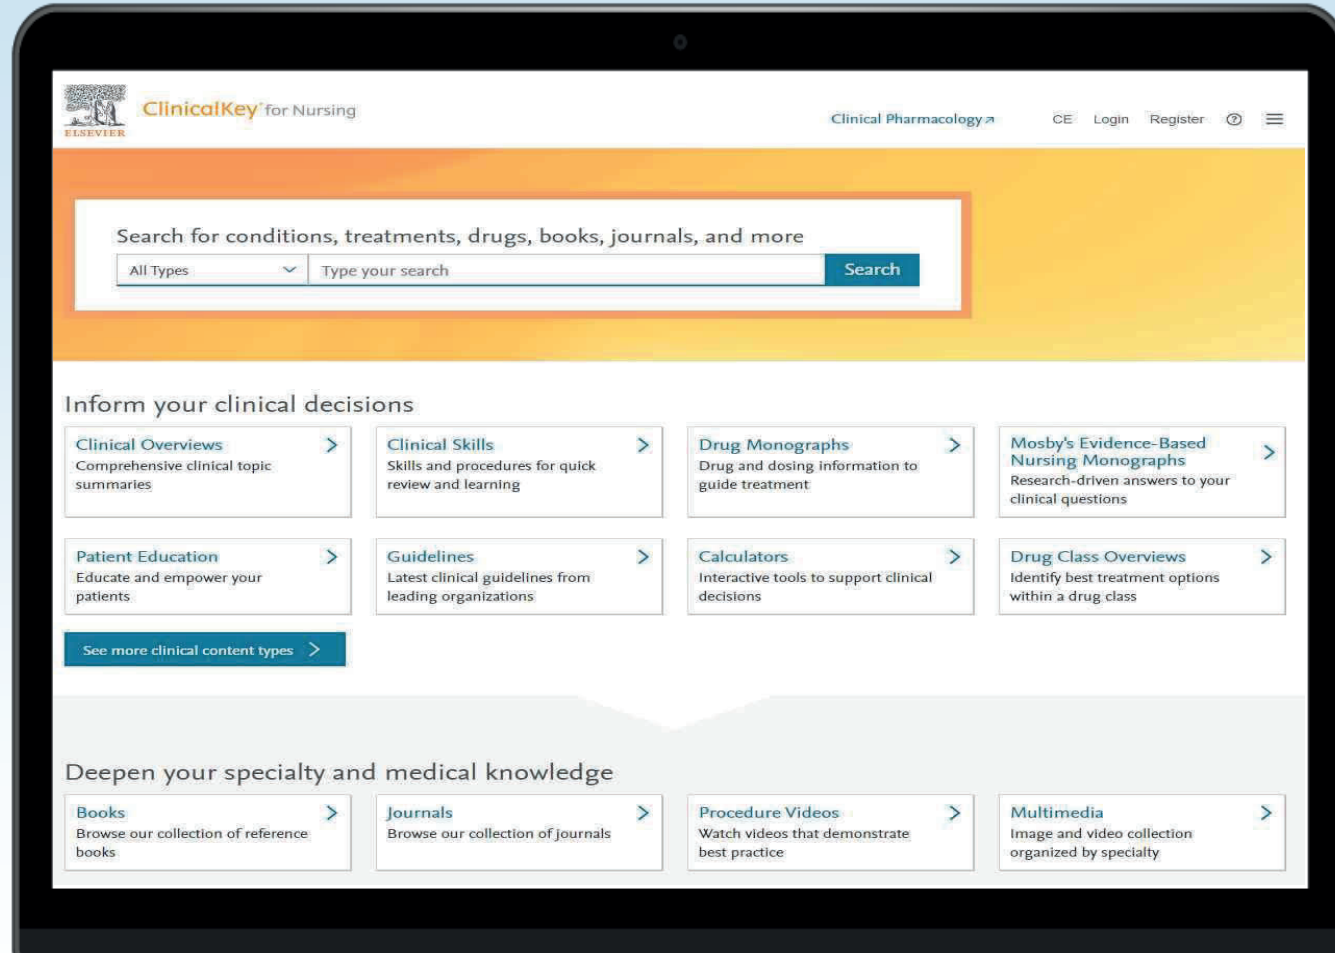 ELSEVIER
ClinicalKey® for Nursing
Clinical Pharmacology
CE
Login
Register
?
Search for conditions, treatments, drugs, books, journals, and more
All Types
Type your search
Search
Inform your clinical decisions
Clinical Overviews
Comprehensive clinical topic
summaries
Clinical Skills
Skills and procedures for quick
review and learning
Drug Monographs
Drug and dosing information to
guide treatment
Mosby's Evidence-Based
Nursing Monographs
Research-driven answers to your
clinical questions
Patient Education
Educate and empower your
patients
Guidelines
Latest clinical guidelines from
leading organizations
Calculators
Interactive tools to support clinical
decisions
Drug Class Overviews
Identify best treatment options
within a drug class
See more clinical content types
Deepen your specialty and medical knowledge
Books
Browse our collection of reference
books
Journals
Browse our collection of journals
Procedure Videos
Watch videos that demonstrate
best practice
Multimedia
Image and video collection
organized by specialty